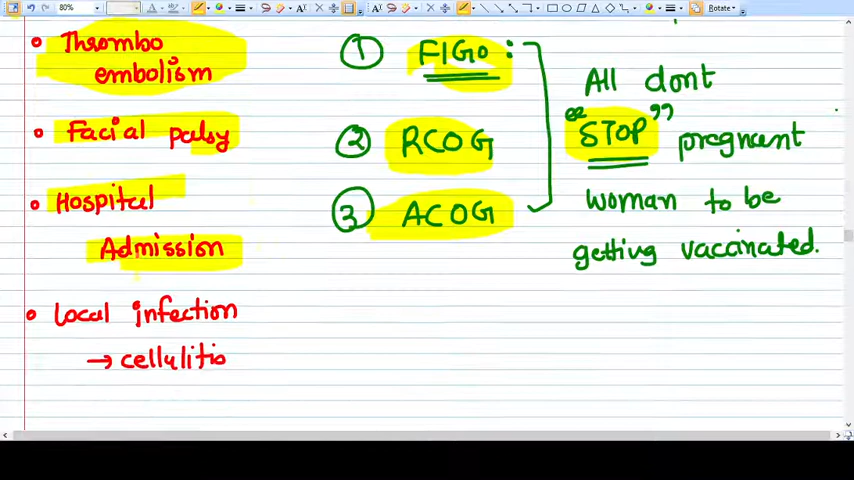 80%
Rotate
• Thrombo
embolism
• Facial palsy
• Hospital
Admission
• Local infection
→ cellulitis
① FIGO :
② RCOG
③ ACOG
All dont
"STOP" pregnant
woman to be
getting vaccinated.